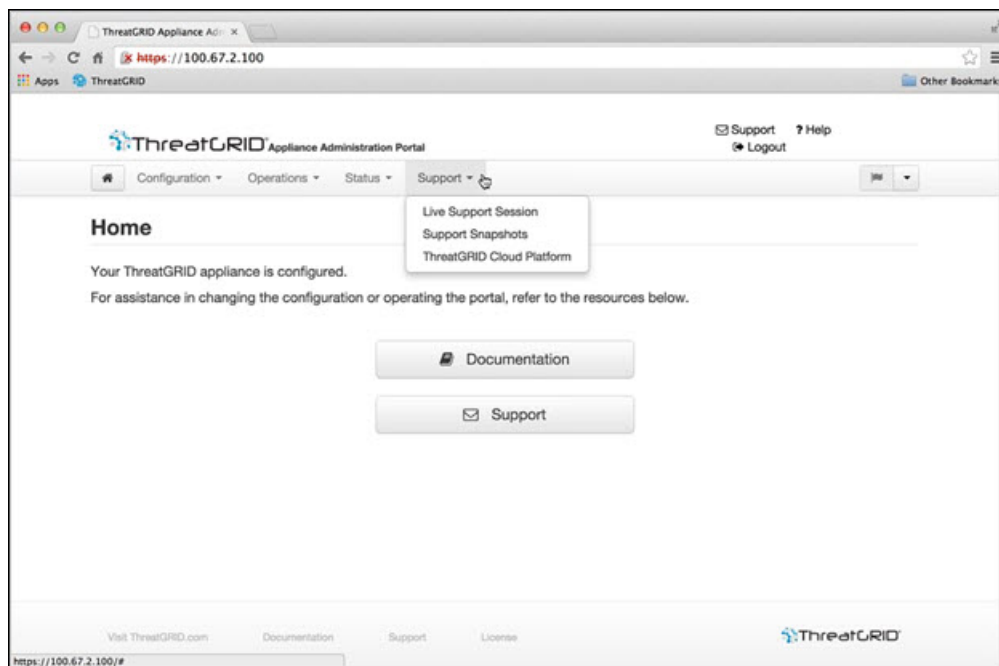 ThreatGRID Appliance Adm
https://100.67.2.100
Apps ThreatGRID Other Bookmark
ThreatGRID Appliance Administration Portal
Support ? Help
Logout
Configuration Operations Status Support
Live Support Session
Support Snapshots
ThreatGRID Cloud Platform
Home
Your ThreatGRID appliance is configured.
For assistance in changing the configuration or operating the portal, refer to the resources below.
Documentation
Support
Visit ThreatGRID.com Documentation Support License ThreatGRID
https://100.67.2.100/#